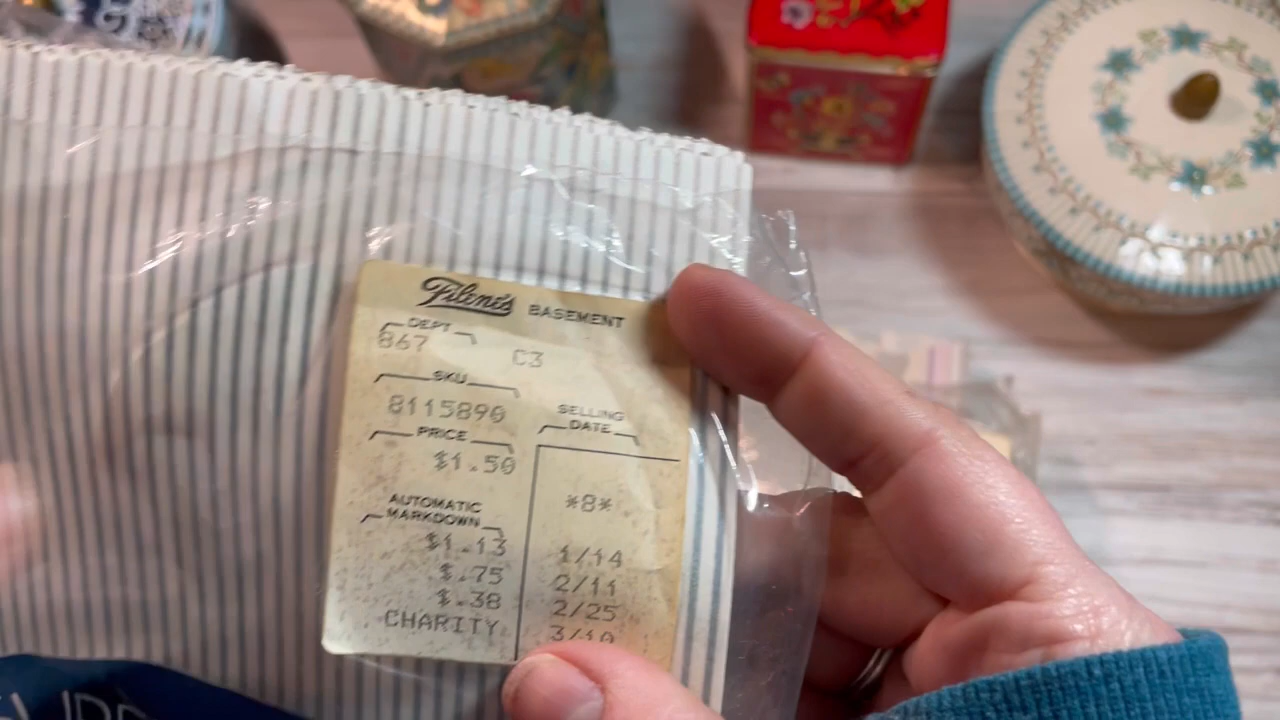 Filene's BASEMENT
DEPT
867 C3
SKU
8115890
SELLING
DATE
PRICE
$1.50
*8*
AUTOMATIC
MARKDOWN
$1.13 1/14
$.75 2/11
$.38 2/25
CHARITY 3/10